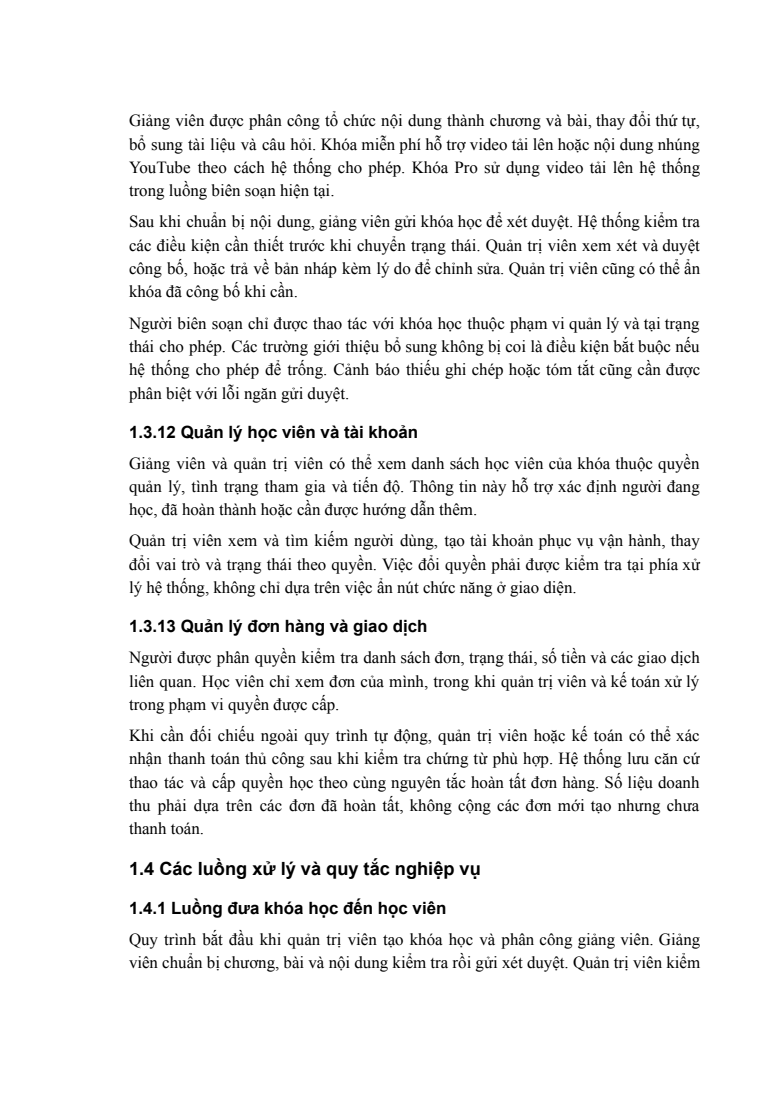 Giảng viên được phân công tổ chức nội dung thành chương và bài, thay đổi thứ tự,
bổ sung tài liệu và câu hỏi. Khóa miễn phí hỗ trợ video tải lên hoặc nội dung nhúng
YouTube theo cách hệ thống cho phép. Khóa Pro sử dụng video tải lên hệ thống
trong luồng biên soạn hiện tại.
Sau khi chuẩn bị nội dung, giảng viên gửi khóa học để xét duyệt. Hệ thống kiểm tra
các điều kiện cần thiết trước khi chuyển trạng thái. Quản trị viên xem xét và duyệt
công bố, hoặc trả về bản nháp kèm lý do để chỉnh sửa. Quản trị viên cũng có thể ẩn
khóa đã công bố khi cần.
Người biên soạn chỉ được thao tác với khóa học thuộc phạm vi quản lý và tại trạng
thái cho phép. Các trường giới thiệu bổ sung không bị coi là điều kiện bắt buộc nếu
hệ thống cho phép để trống. Cảnh báo thiếu ghi chép hoặc tóm tắt cũng cần được
phân biệt với lỗi ngăn gửi duyệt.
1.3.12 Quản lý học viên và tài khoản
Giảng viên và quản trị viên có thể xem danh sách học viên của khóa thuộc quyền
quản lý, tình trạng tham gia và tiến độ. Thông tin này hỗ trợ xác định người đang
học, đã hoàn thành hoặc cần được hướng dẫn thêm.
Quản trị viên xem và tìm kiếm người dùng, tạo tài khoản phục vụ vận hành, thay
đổi vai trò và trạng thái theo quyền. Việc đổi quyền phải được kiểm tra tại phía xử
lý hệ thống, không chỉ dựa trên việc ẩn nút chức năng ở giao diện.
1.3.13 Quản lý đơn hàng và giao dịch
Người được phân quyền kiểm tra danh sách đơn, trạng thái, số tiền và các giao dịch
liên quan. Học viên chỉ xem đơn của mình, trong khi quản trị viên và kế toán xử lý
trong phạm vi quyền được cấp.
Khi cần đối chiếu ngoài quy trình tự động, quản trị viên hoặc kế toán có thể xác
nhận thanh toán thủ công sau khi kiểm tra chứng từ phù hợp. Hệ thống lưu căn cứ
thao tác và cấp quyền học theo cùng nguyên tắc hoàn tất đơn hàng. Số liệu doanh
thu phải dựa trên các đơn đã hoàn tất, không cộng các đơn mới tạo nhưng chưa
thanh toán.
1.4 Các luồng xử lý và quy tắc nghiệp vụ
1.4.1 Luồng đưa khóa học đến học viên
Quy trình bắt đầu khi quản trị viên tạo khóa học và phân công giảng viên. Giảng
viên chuẩn bị chương, bài và nội dung kiểm tra rồi gửi xét duyệt. Quản trị viên kiểm